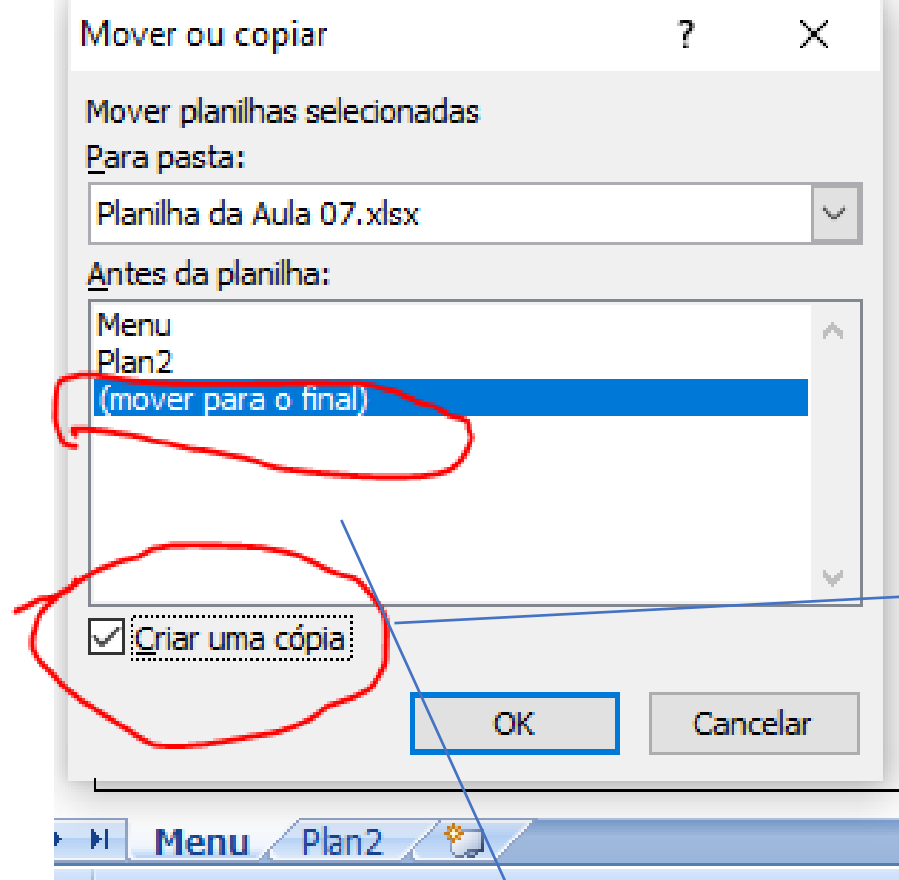 Mover ou copiar ?
Mover planilhas selecionadas
Para pasta:
Planilha da Aula 07.xlsx
Antes da planilha:
Menu
Plan2
(mover para o final)
Criar uma cópia
OK Cancelar
Menu Plan2